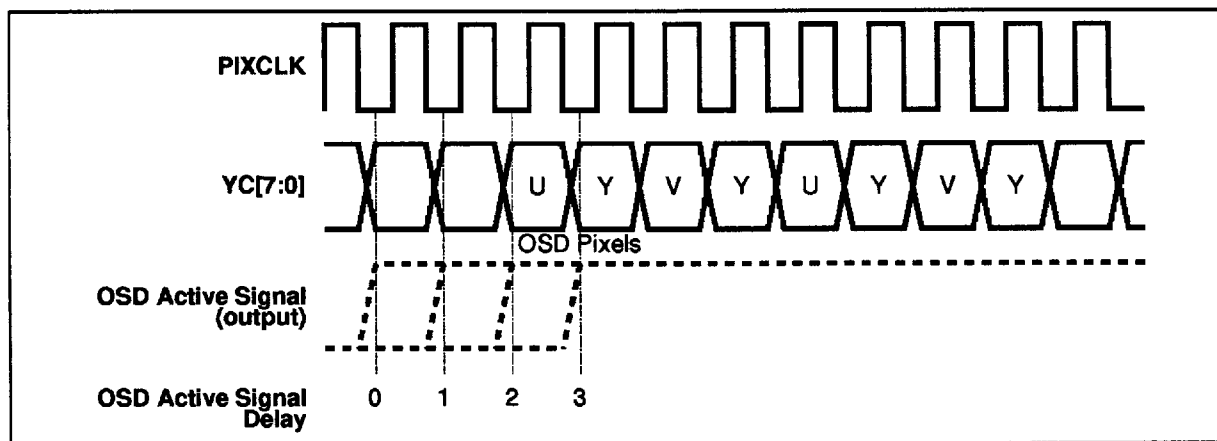 PIXCLK
YC[7:0]
U Y V Y U Y V Y
OSD Pixels
OSD Active Signal
(output)
OSD Active Signal
Delay
0 1 2 3